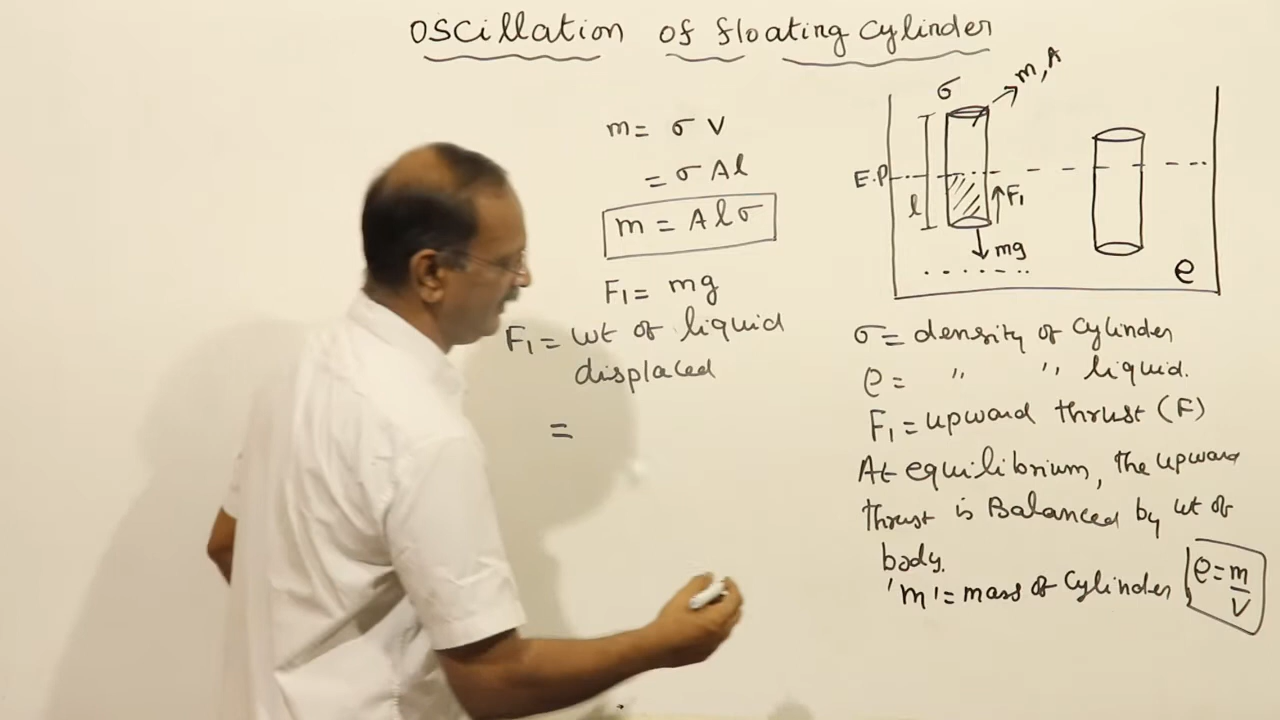 Oscillation of floating Cylinder
m = σ V
= σ Al
m = A l σ
F₁ = mg
F₁ = wt of liquid
displaced
=
σ
m, A
E.P
l
F₁
mg
ρ
σ = density of Cylinder
ρ = " " liquid.
F₁ = upward thrust (F)
At equilibrium, the upward
thrust is Balanced by wt of
body.
'm' = mass of Cylinder
ρ = m/V